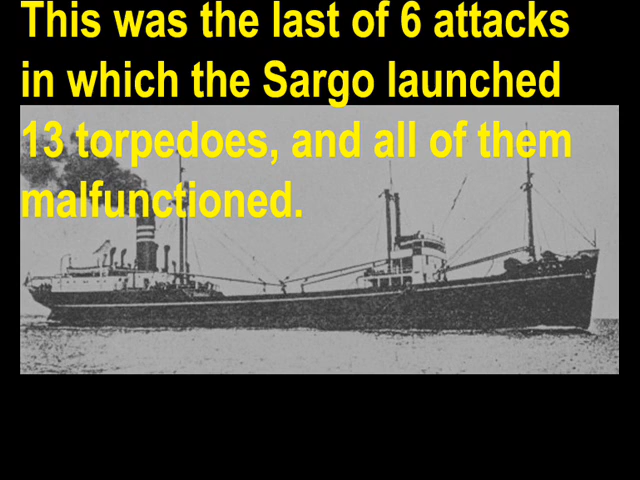 This was the last of 6 attacks
in which the Sargo launched
13 torpedoes, and all of them
malfunctioned.